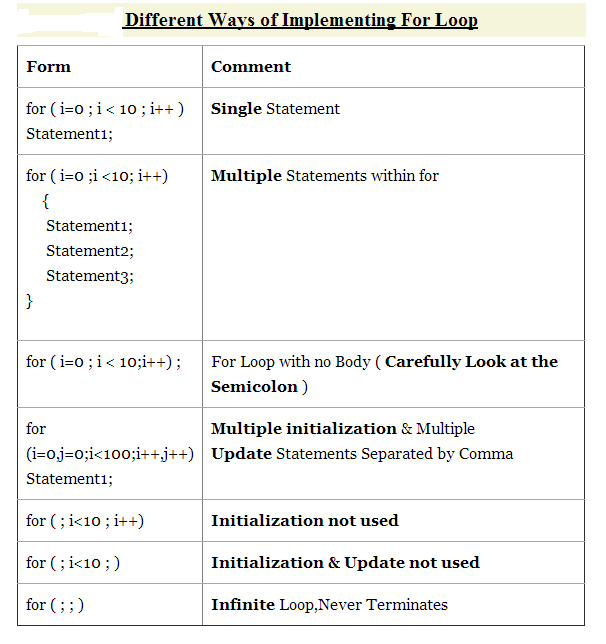 Different Ways of Implementing For Loop
Form Comment
for ( i=0 ; i < 10 ; i++ ) Single Statement
Statement1;
for ( i=0 ;i <10; i++) Multiple Statements within for
{
Statement1;
Statement2;
Statement3;
}
for ( i=0 ; i < 10;i++) ; For Loop with no Body ( Carefully Look at the
Semicolon )
for Multiple initialization & Multiple
(i=0,j=0;i<100;i++,j++) Update Statements Separated by Comma
Statement1;
for ( ; i<10 ; i++) Initialization not used
for ( ; i<10 ; ) Initialization & Update not used
for ( ; ; ) Infinite Loop,Never Terminates